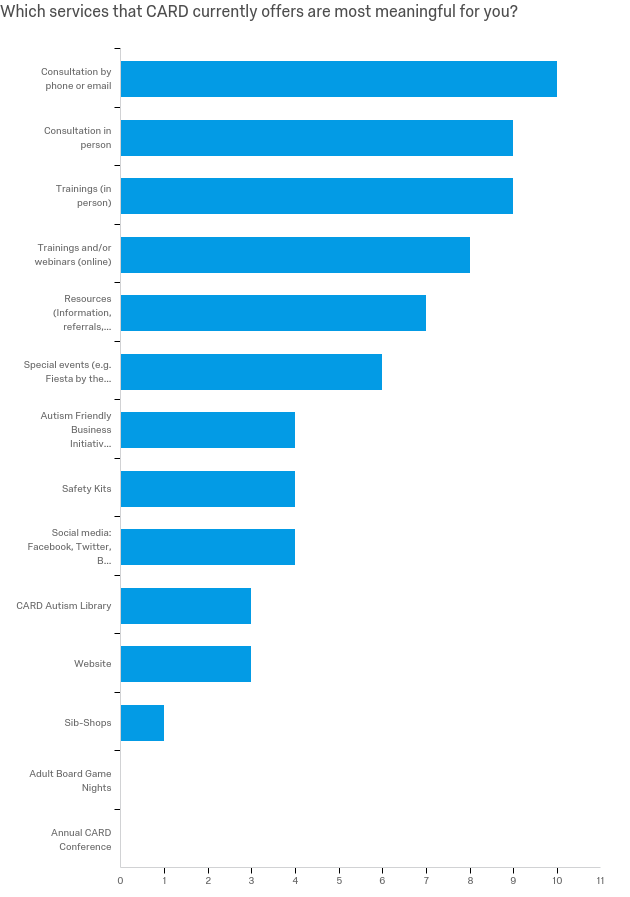 Which services that CARD currently offers are most meaningful for you?
Consultation by
phone or email
Consultation in
person
Trainings (in
person)
Trainings and/or
webinars (online)
Resources
(Information,
referrals,...
Special events (e.g.
Fiesta by the...
Autism Friendly
Business
Initiativ...
Safety Kits
Social media:
Facebook, Twitter,
B...
CARD Autism Library
Website
Sib-Shops
Adult Board Game
Nights
Annual CARD
Conference
0 1 2 3 4 5 6 7 8 9 10 11